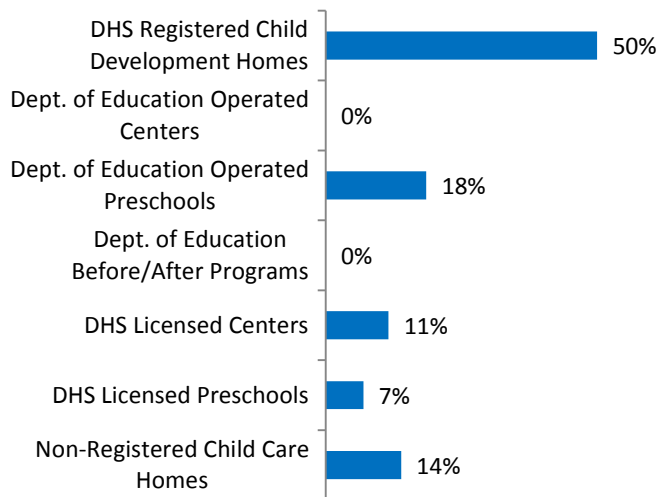 DHS Registered Child
Development Homes
50%
Dept. of Education Operated
Centers
0%
Dept. of Education Operated
Preschools
18%
Dept. of Education
Before/After Programs
0%
DHS Licensed Centers
11%
DHS Licensed Preschools
7%
Non-Registered Child Care
Homes
14%